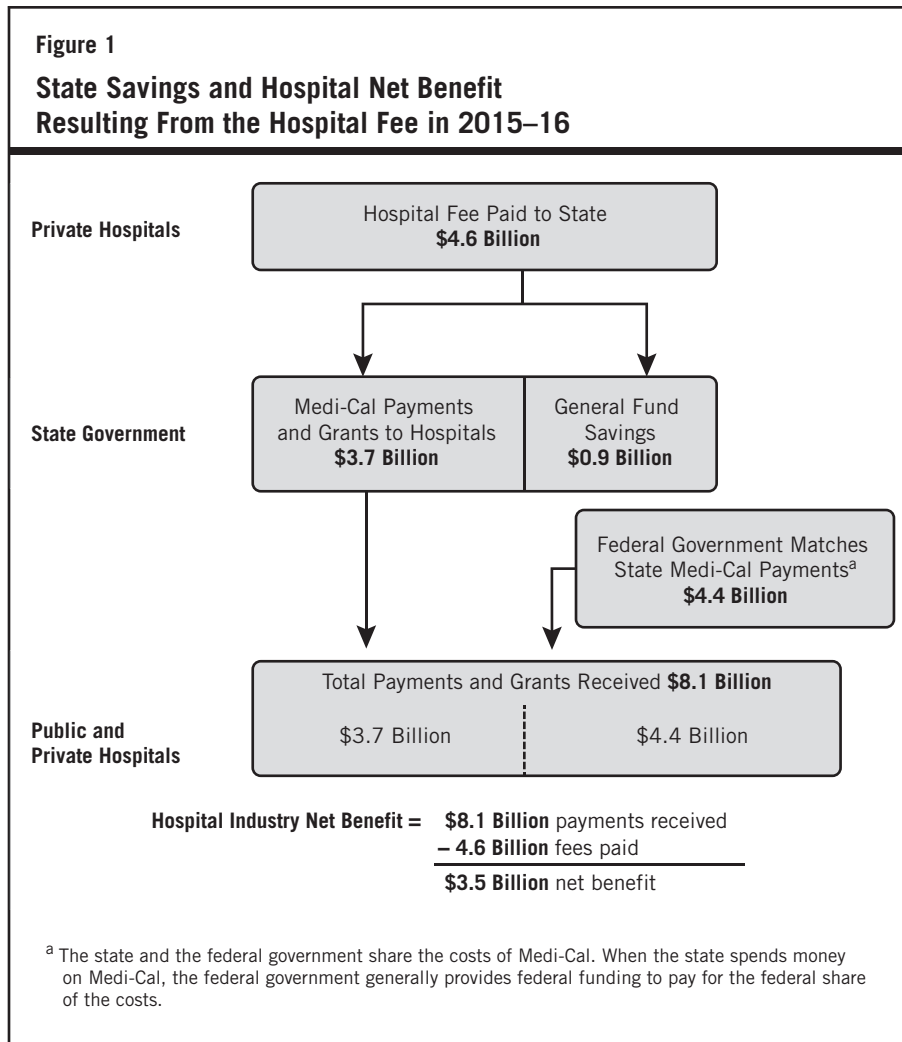 Figure 1
State Savings and Hospital Net Benefit
Resulting From the Hospital Fee in 2015–16
Private Hospitals
Hospital Fee Paid to State
$4.6 Billion
State Government
Medi-Cal Payments
and Grants to Hospitals
$3.7 Billion
General Fund
Savings
$0.9 Billion
Federal Government Matches
State Medi-Cal Paymentsa
$4.4 Billion
Public and
Private Hospitals
Total Payments and Grants Received $8.1 Billion
$3.7 Billion
$4.4 Billion
Hospital Industry Net Benefit = $8.1 Billion payments received
– 4.6 Billion fees paid
$3.5 Billion net benefit
a The state and the federal government share the costs of Medi-Cal. When the state spends money
on Medi-Cal, the federal government generally provides federal funding to pay for the federal share
of the costs.